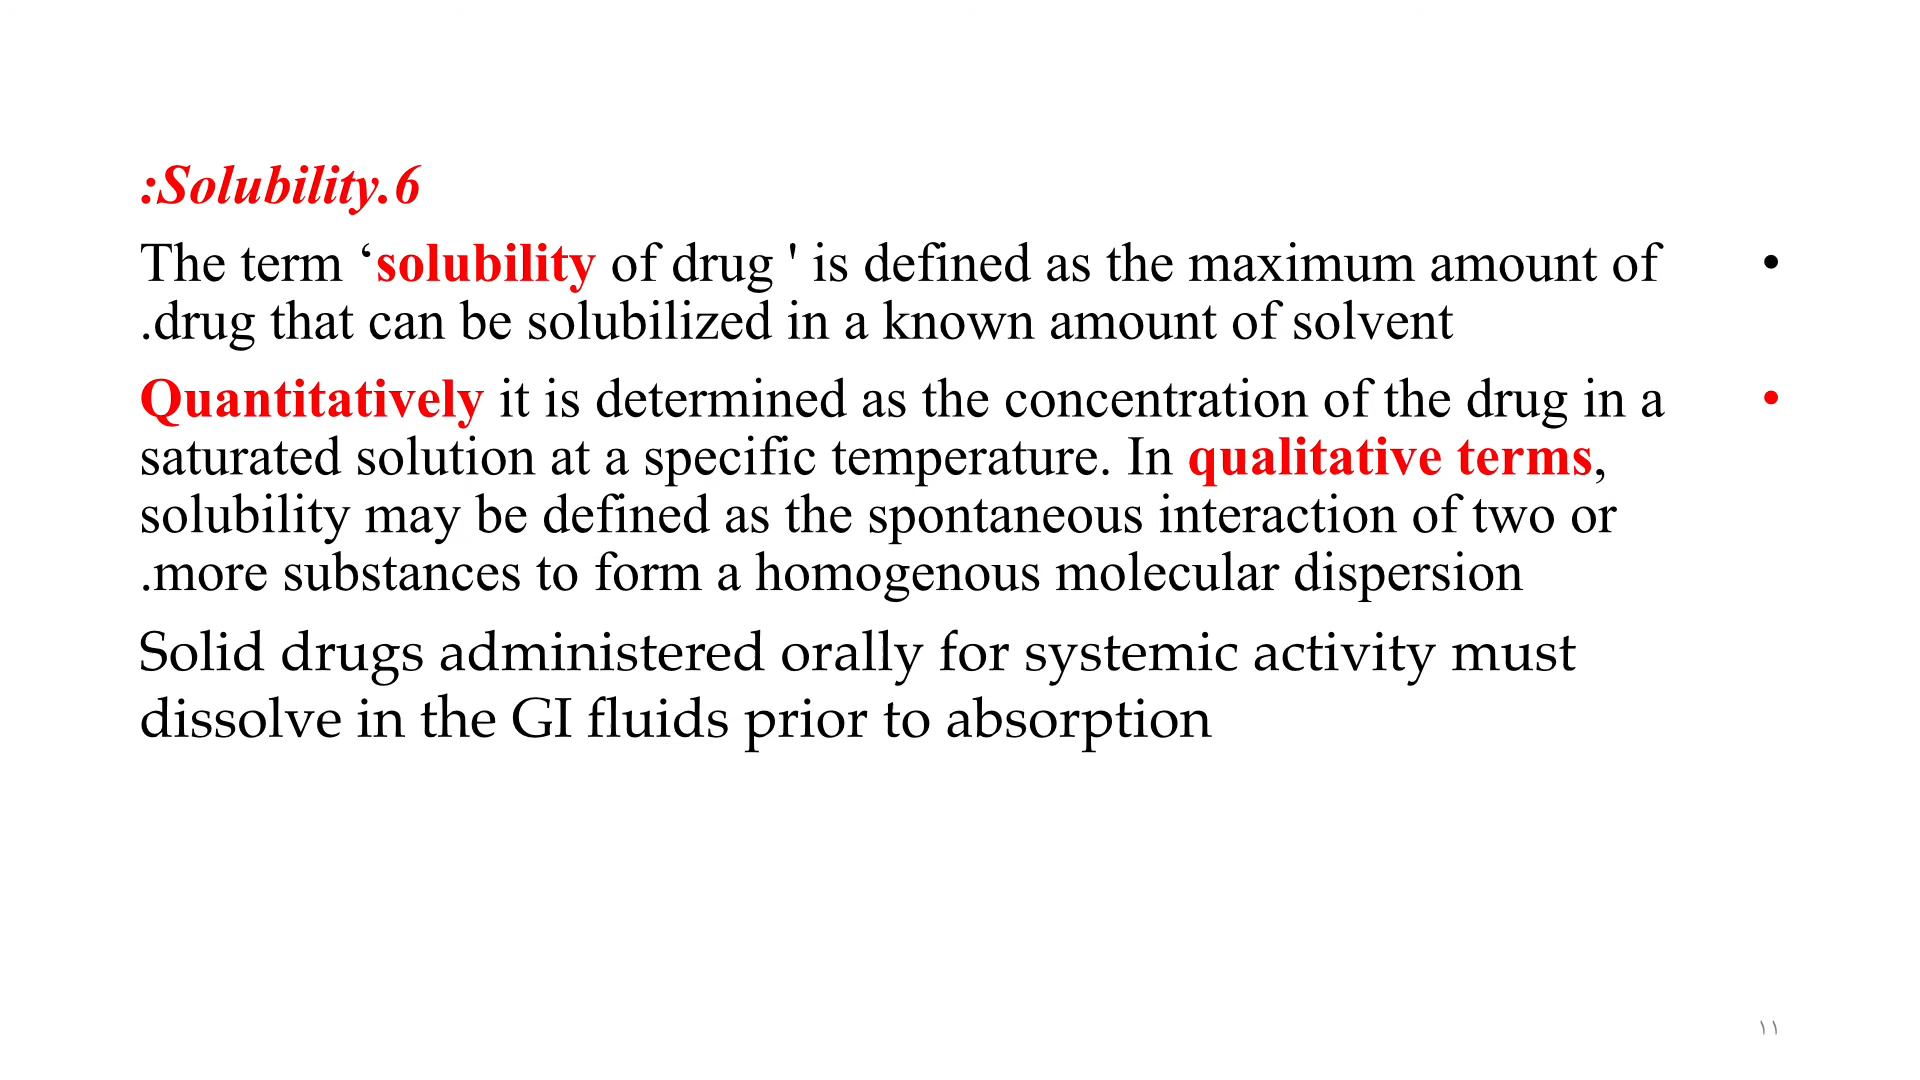 :Solubility.6
• The term ‘solubility of drug ' is defined as the maximum amount of
.drug that can be solubilized in a known amount of solvent
• Quantitatively it is determined as the concentration of the drug in a
saturated solution at a specific temperature. In qualitative terms,
solubility may be defined as the spontaneous interaction of two or
.more substances to form a homogenous molecular dispersion
Solid drugs administered orally for systemic activity must
dissolve in the GI fluids prior to absorption
١١